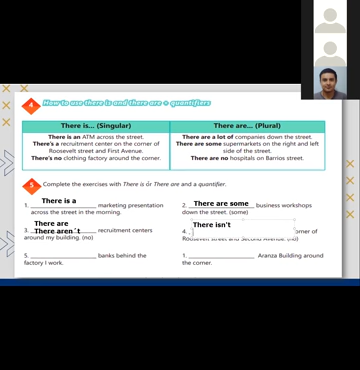 4 How to use there is and there are + quantifiers
There is... (Singular)
There are... (Plural)
There is an ATM across the street.
There's a recruitment center on the corner of
Roosevelt street and First Avenue.
There's no clothing factory around the corner.
There are a lot of companies down the street.
There are some supermarkets on the right and left
side of the street.
There are no hospitals on Barrios street.
5 Complete the exercises with There is or There are and a quantifier.
1. There is a marketing presentation
across the street in the morning.
2. There are some business workshops
down the street. (some)
There are
3. There aren´t recruitment centers
around my building. (no)
There isn't
4. corner of
Roosevelt street and Second Avenue. (no)
5. banks behind the
factory I work.
1. Aranza Building around
the corner.